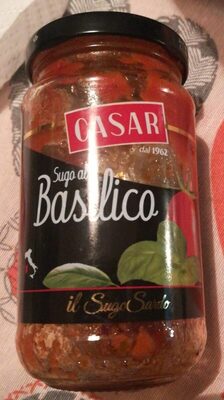 CASAR
dal 1962
Sugo al
Basilico
il Sugo Sardo